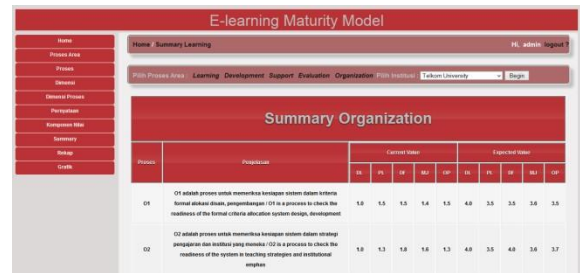 E-learning Maturity Model
Home
Proses Area
Proses
Dimensi
Dimensi Proses
Pernyataan
Komponen Nilai
Summary
Rekap
Grafik
Home / Summary Learning
Hi, admin logout ?
Pilih Proses Area : Learning Development Support Evaluation Organization Pilih Institusi : Telkom University Begin
Summary Organization
Proses Penjelasan Current Value Expected Value
DL PL DF MJ OP DL PL DF MJ OP
O1 adalah proses untuk memeriksa kesiapan sistem dalam kriteria
formal alokasi disain, pengembangan / O1 is a process to check the
readiness of the formal criteria allocation system design, development
O1 1.0 1.5 1.5 1.4 1.5 4.0 3.5 3.5 3.6 3.5
O2 adalah proses untuk memeriksa kesiapan sistem dalam strategi
pengajaran dan institusi yang mereka / O2 is a process to check the
readiness of the system in teaching strategies and institutional
emphas
O2 1.0 1.3 1.8 1.6 1.3 4.0 3.5 4.0 3.6 3.7